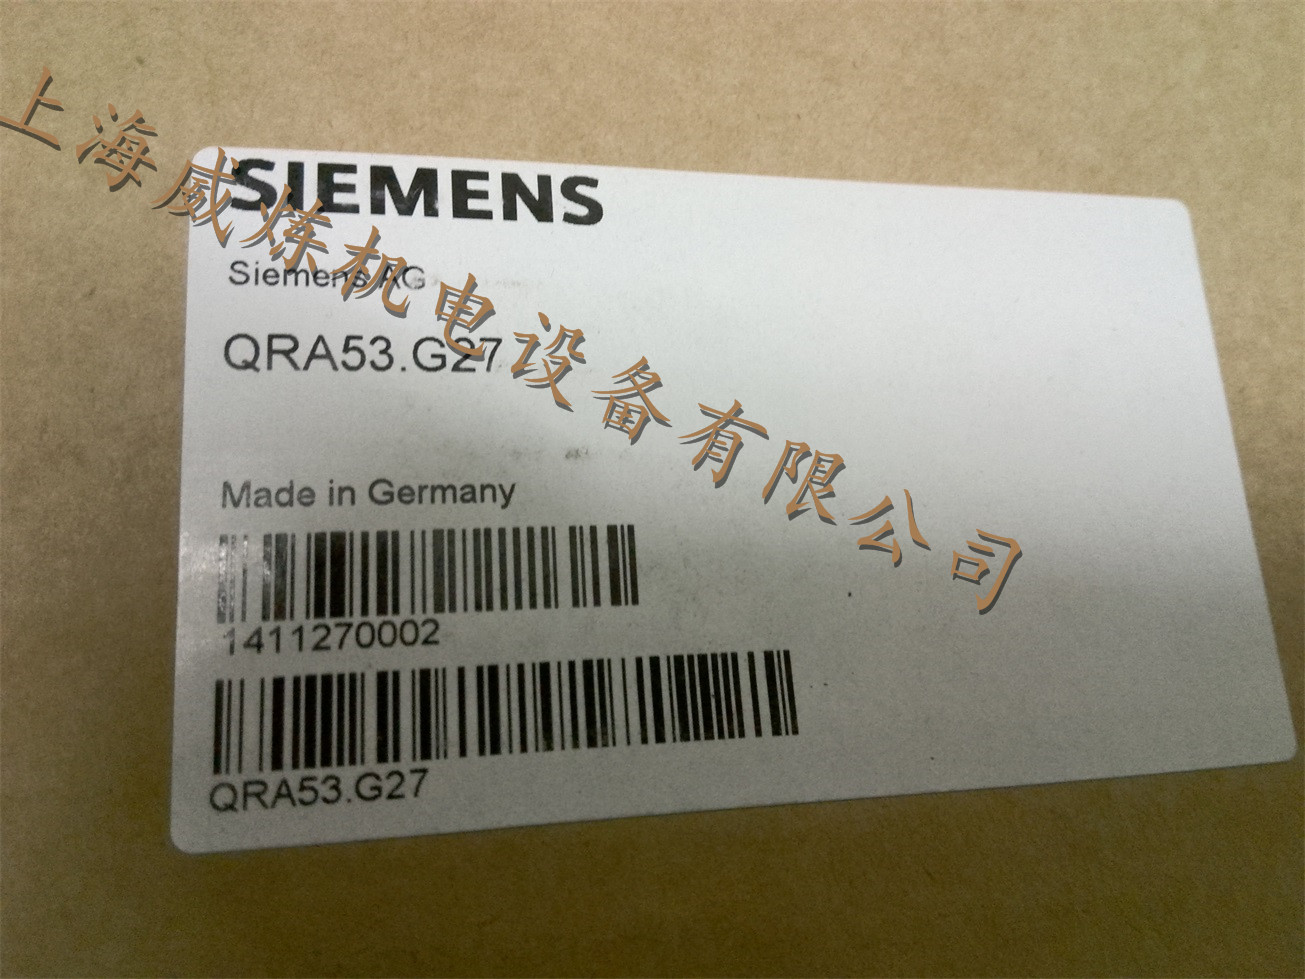 上海威炼机电设备有限公司
SIEMENS
Siemens AG
QRA53.G27
Made in Germany
1411270002
QRA53.G27